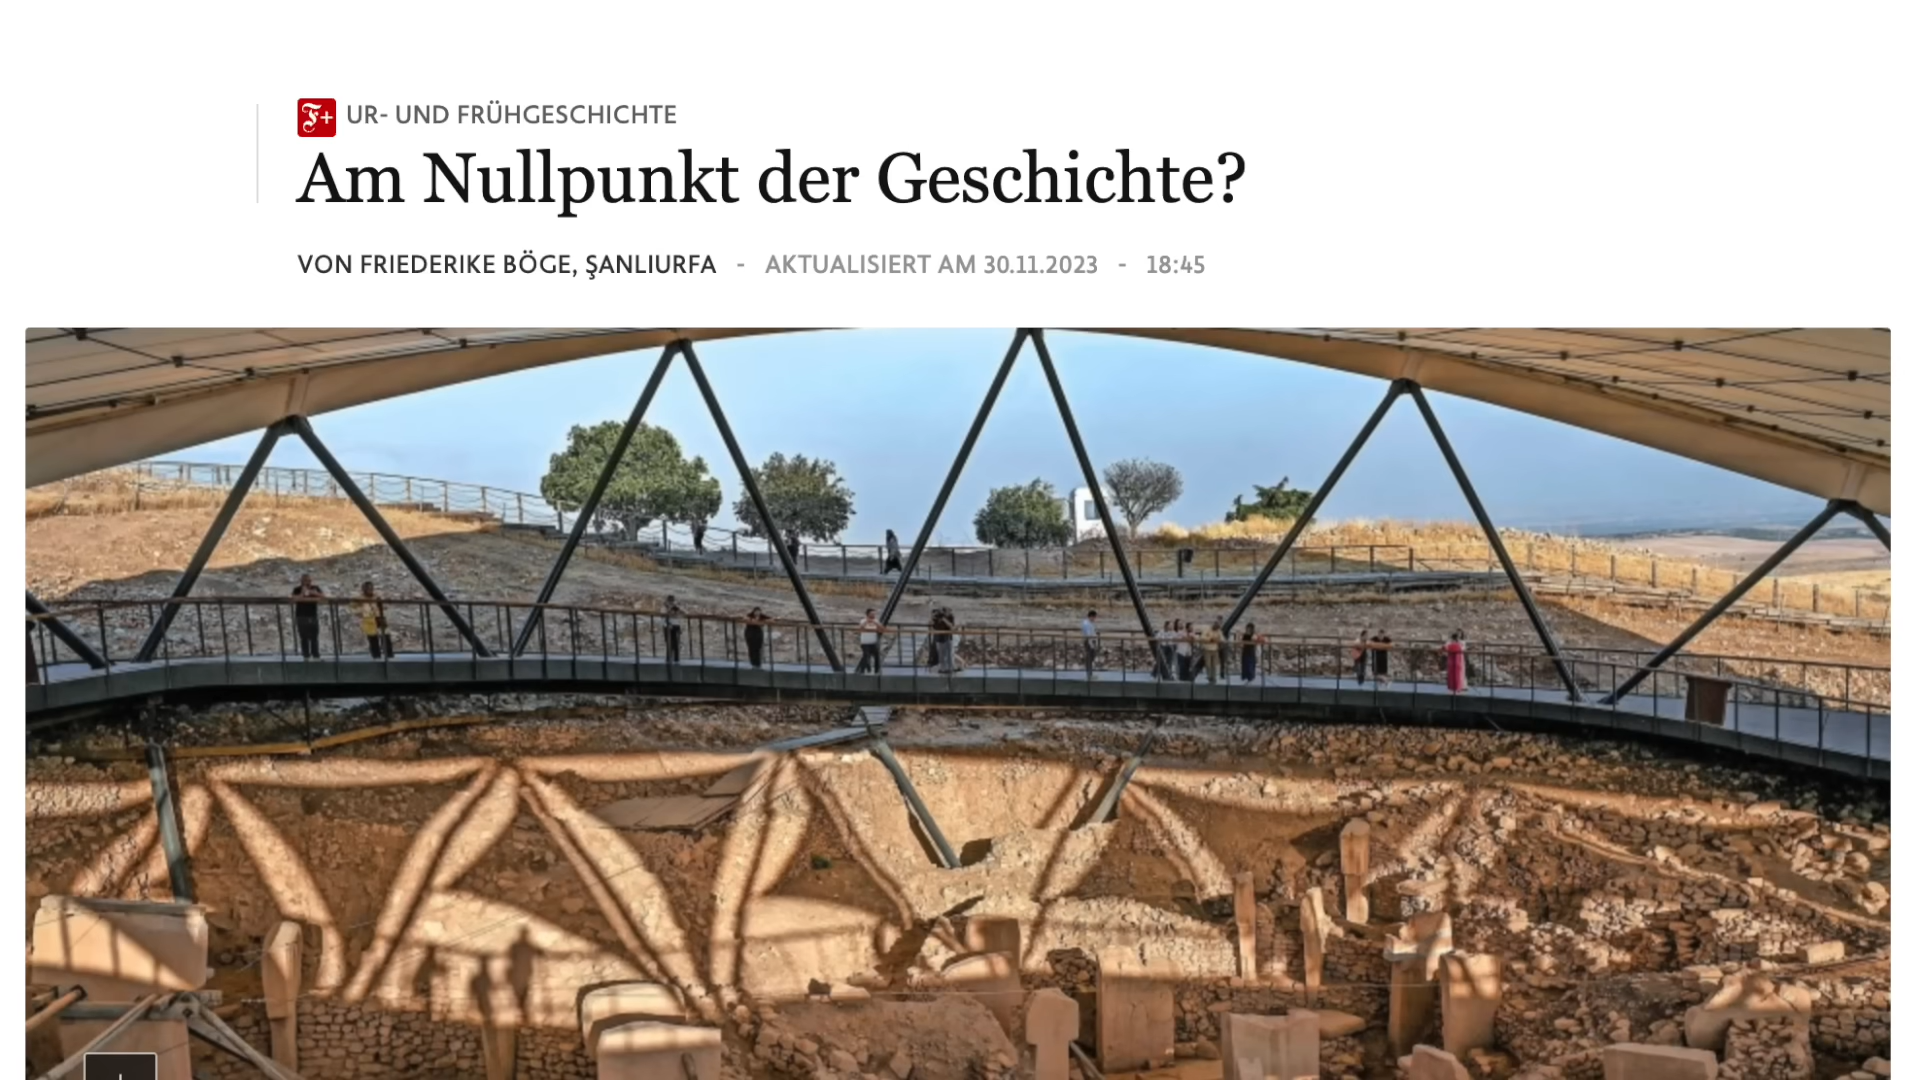 F+ UR- UND FRÜHGESCHICHTE
Am Nullpunkt der Geschichte?
VON FRIEDERIKE BÖGE, ŞANLIURFA - AKTUALISIERT AM 30.11.2023 - 18:45